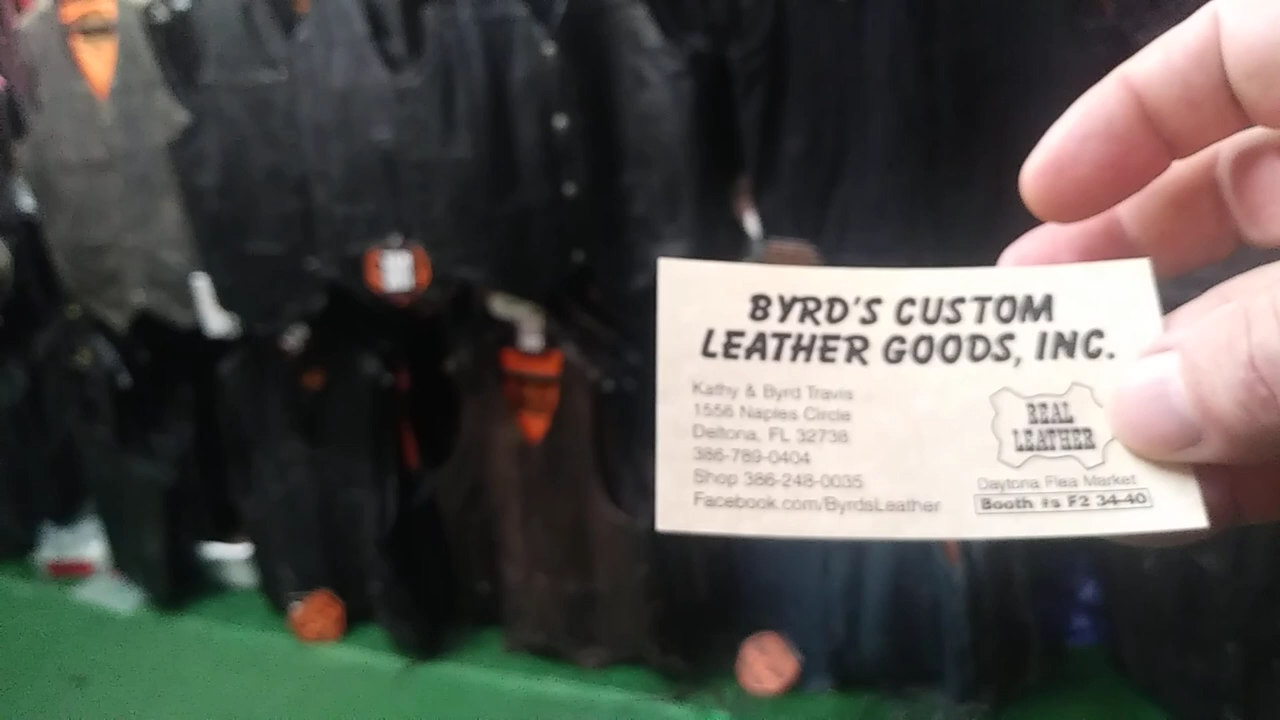 BYRD'S CUSTOM
LEATHER GOODS, INC.
Kathy & Byrd Travis
1556 Naples Circle
Deltona, FL 32738
386-789-0404
Shop 386-248-0035
Facebook.com/ByrdsLeather
REAL
LEATHER
Daytona Flea Market
Booth #s F2 34-40